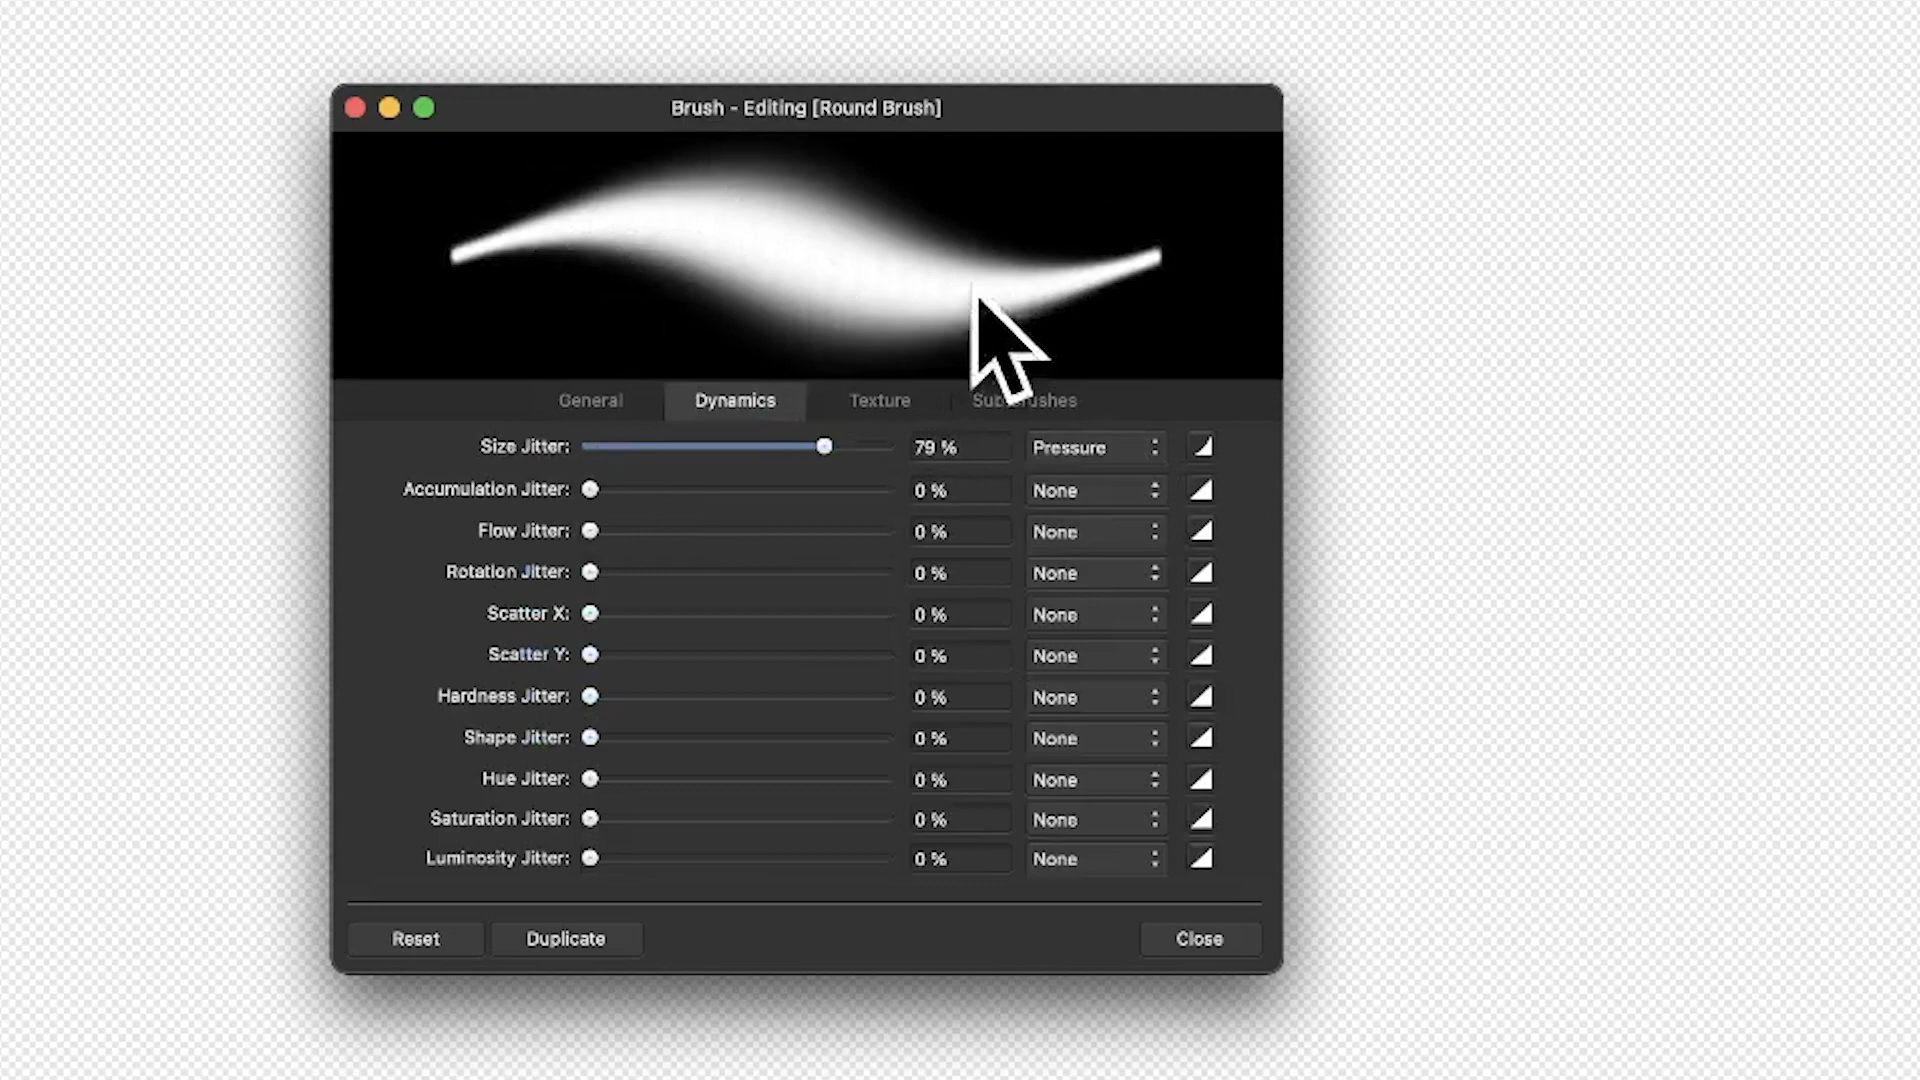 Brush - Editing [Round Brush]
General Dynamics Texture
Size Jitter: 79 % Pressure
Accumulation Jitter: 0 % None
Flow Jitter: 0 % None
Rotation Jitter: 0 % None
Scatter X: 0 % None
Scatter Y: 0 % None
Hardness Jitter: 0 % None
Shape Jitter: 0 % None
Hue Jitter: 0 % None
Saturation Jitter: 0 % None
Luminosity Jitter: 0 % None
Reset Duplicate Close